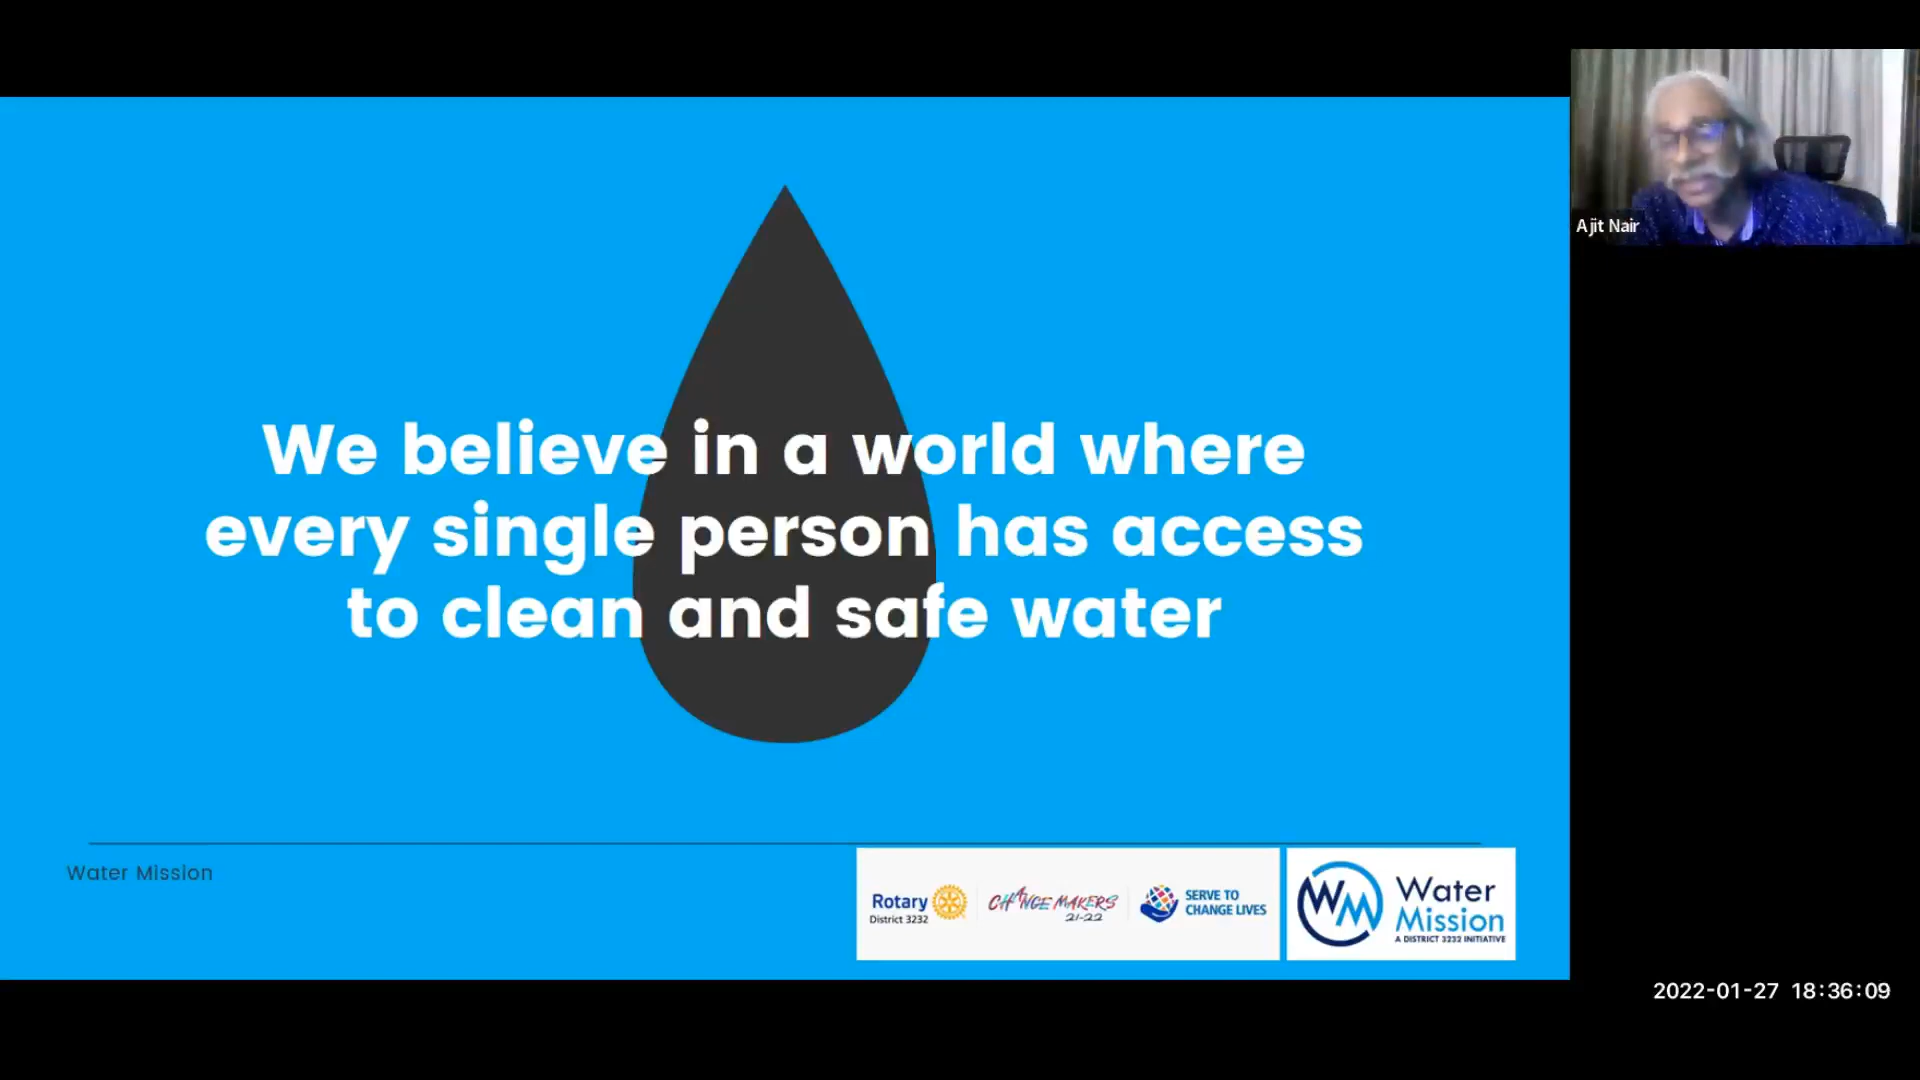 We believe in a world where
every single person has access
to clean and safe water
Water Mission
Rotary
District 3232
CHANGE MAKERS
21-22
SERVE TO
CHANGE LIVES
WM
Water
Mission
A DISTRICT 3232 INITIATIVE
Ajit Nair
2022-01-27 18:36:09